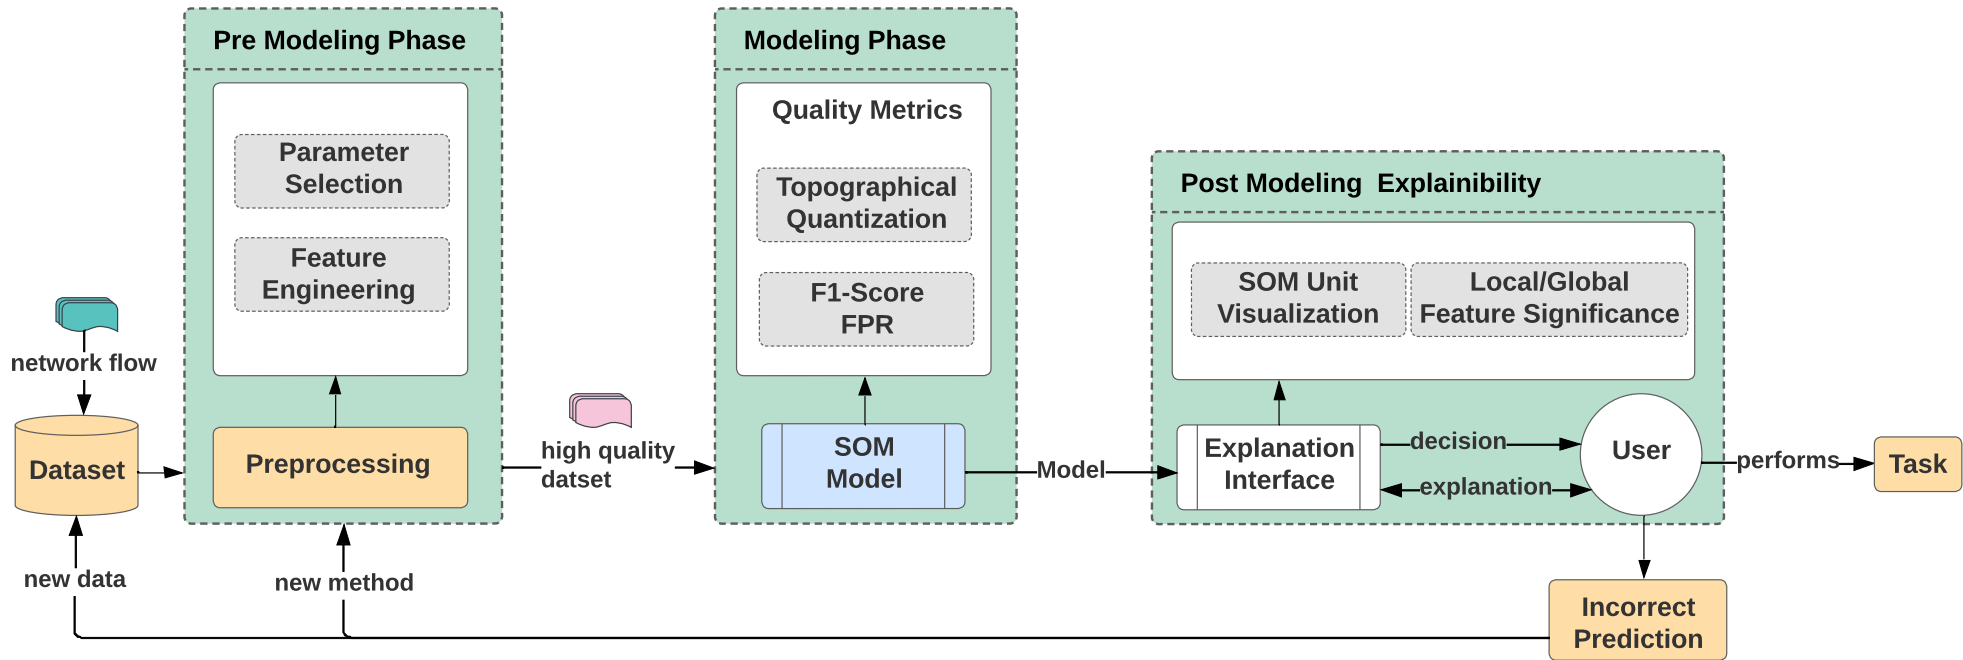 Pre Modeling Phase
Parameter
Selection
Feature
Engineering
network flow
Dataset
Preprocessing
new data
new method
high quality
datset
Modeling Phase
Quality Metrics
Topographical
Quantization
F1-Score
FPR
SOM
Model
Model
Post Modeling  Explainibility
SOM Unit
Visualization
Local/Global
Feature Significance
Explanation
Interface
decision
explanation
User
performs
Task
Incorrect
Prediction